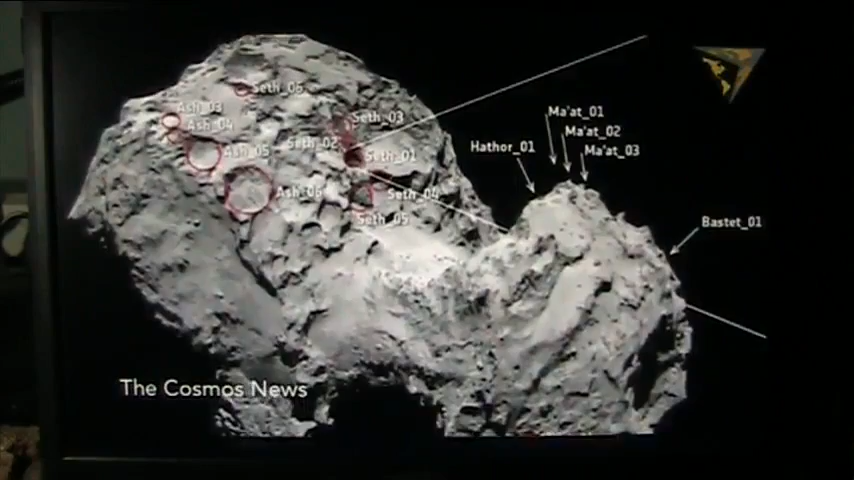 Seth_06
Ash_03
Ash_04
Seth_03
Seth_02
Ash_05
Seth_01
Ash_06
Seth_04
Seth_05
Ma'at_01
Ma'at_02
Hathor_01
Ma'at_03
Bastet_01
The Cosmos News